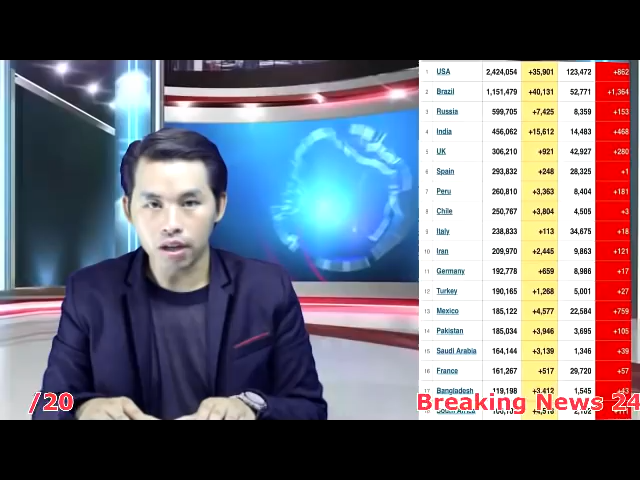 1 USA 2,424,054 +35,901 123,472 +862
2 Brazil 1,151,479 +40,131 52,771 +1,364
3 Russia 599,705 +7,425 8,359 +153
4 India 456,062 +15,612 14,483 +468
5 UK 306,210 +921 42,927 +280
6 Spain 293,832 +248 28,325 +1
7 Peru 260,810 +3,363 8,404 +181
8 Chile 250,767 +3,804 4,505 +3
9 Italy 238,833 +113 34,675 +18
10 Iran 209,970 +2,445 9,863 +121
11 Germany 192,778 +659 8,986 +17
12 Turkey 190,165 +1,268 5,001 +27
13 Mexico 185,122 +4,577 22,584 +759
14 Pakistan 185,034 +3,946 3,695 +105
15 Saudi Arabia 164,144 +3,139 1,346 +39
16 France 161,267 +517 29,720 +57
17 Bangladesh 119,198 +3,412 1,545 +43
/20 Breaking News 24